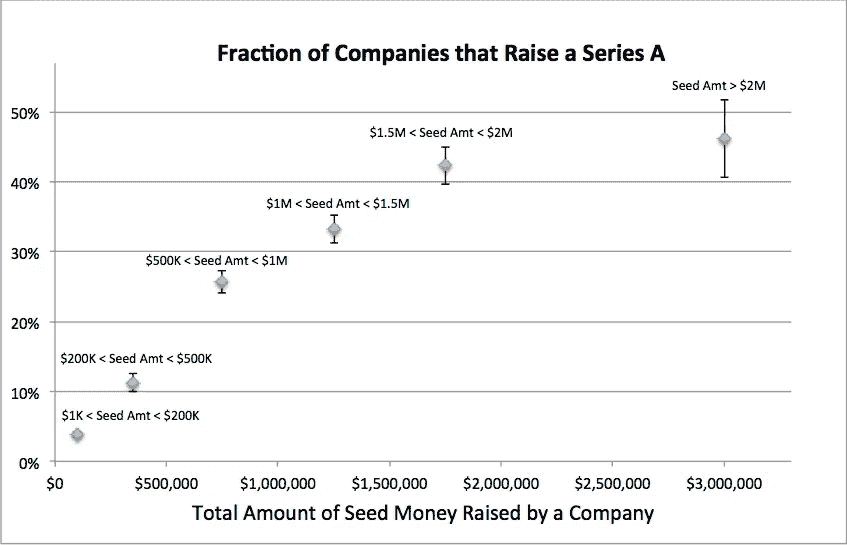 Fraction of Companies that Raise a Series A
Seed Amt > $2M
50%
$1.5M < Seed Amt < $2M
40%
$1M < Seed Amt < $1.5M
30%
$500K < Seed Amt < $1M
20%
$200K < Seed Amt < $500K
10%
$1K < Seed Amt < $200K
0%
$0 $500,000 $1,000,000 $1,500,000 $2,000,000 $2,500,000 $3,000,000
Total Amount of Seed Money Raised by a Company